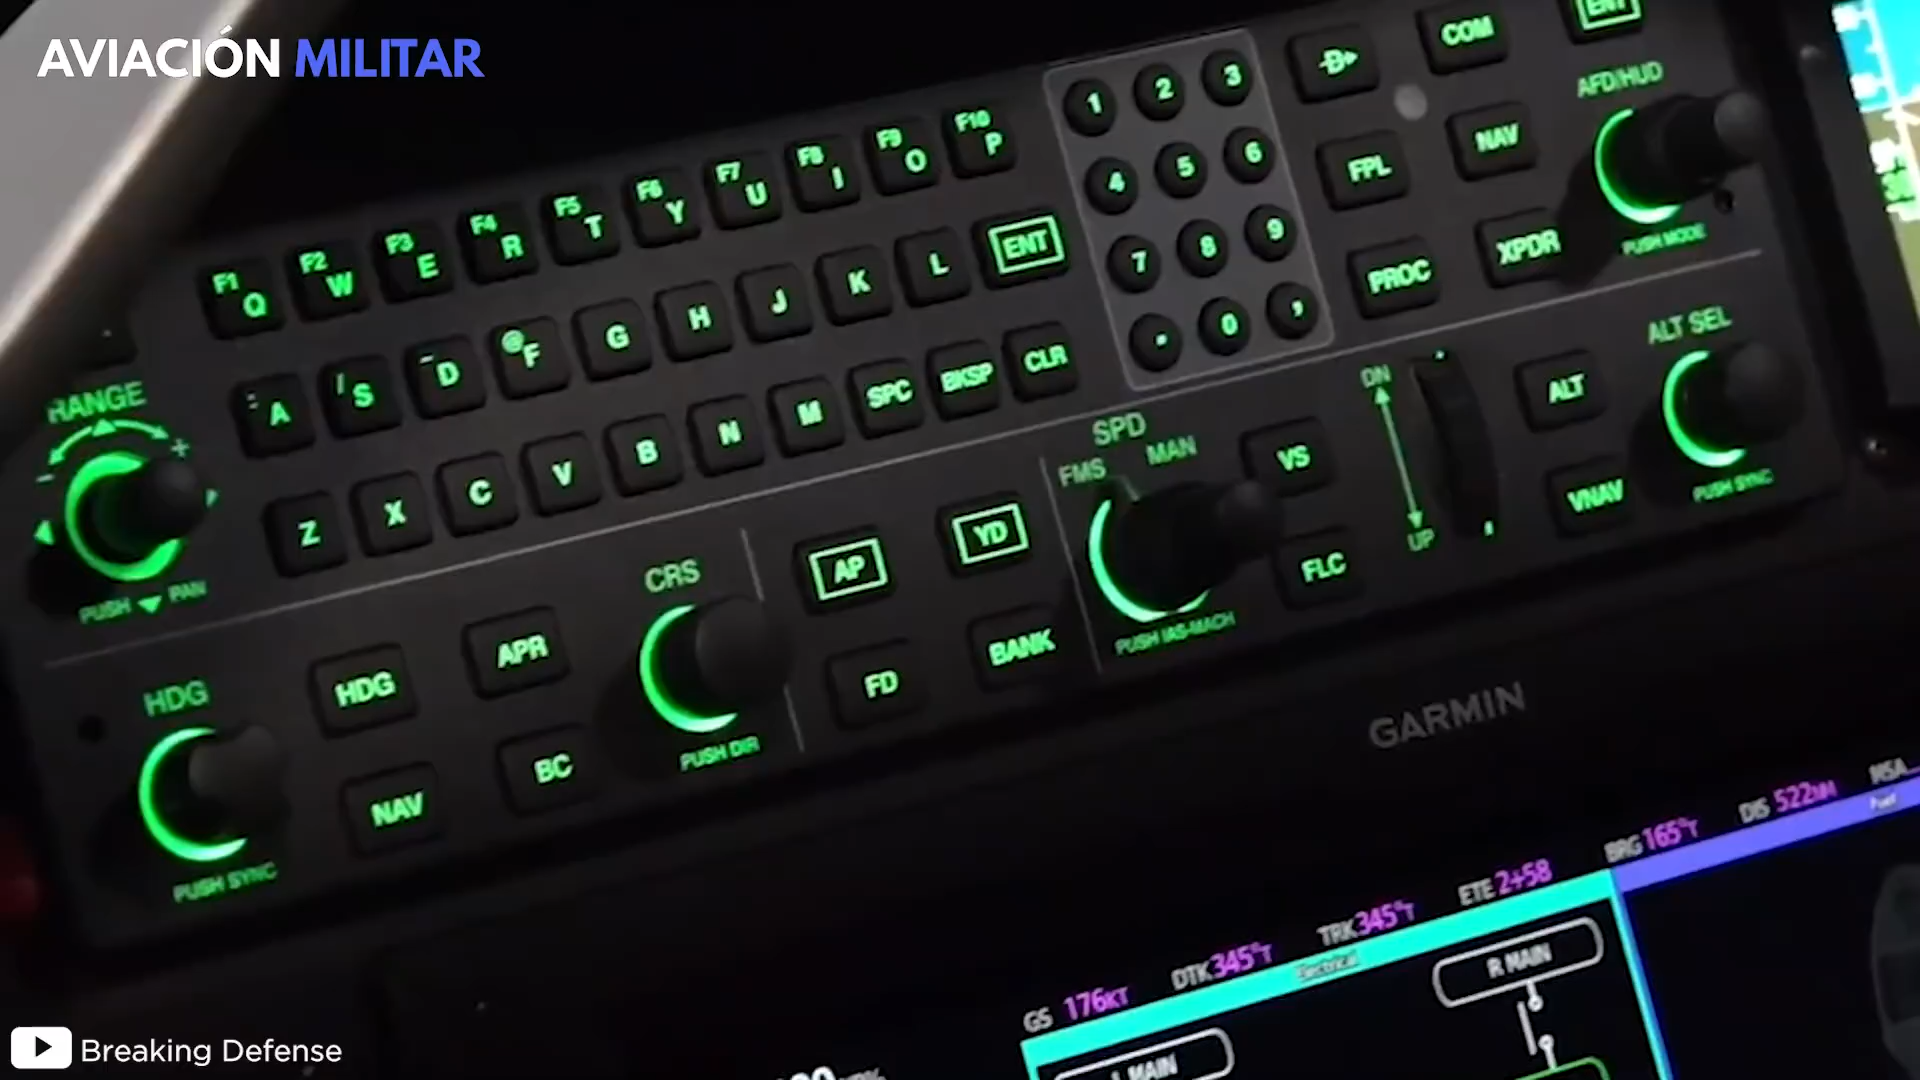 AVIACIÓN MILITAR
F1 Q F2 W F3 E F4 R F5 T F6 Y F7 U F8 I F9 O F10 P
: A / S - D @ F G H J K L ENT
Z X C V B N M SPC BKSP CLR
1 2 3
4 5 6
7 8 9
. 0 ,
COM ENT
FPL NAV
PROC XPDR
AFD/HUD
PUSH MODE
RANGE
- +
PUSH PAN
HDG
PUSH SYNC
HDG APR
NAV BC
CRS
PUSH DIR
AP YD
FD BANK
SPD
FMS MAN
PUSH IAS-MACH
VS
FLC
DN
UP
ALT
VNAV
ALT SEL
PUSH SYNC
GARMIN
GS 176KT DTK 345°T TRK 345°T ETE 2+58 BRG 165°T DIS 522NM MSA
Electrical Fuel
R MAIN
L MAIN
Breaking Defense